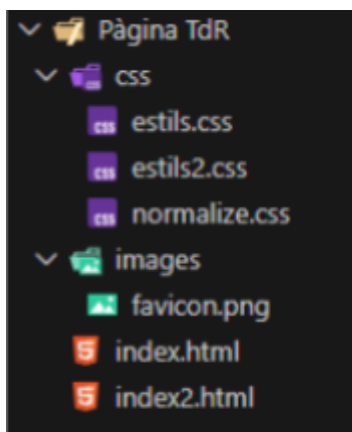 Pàgina TdR
css
estils.css
estils2.css
normalize.css
images
favicon.png
index.html
index2.html